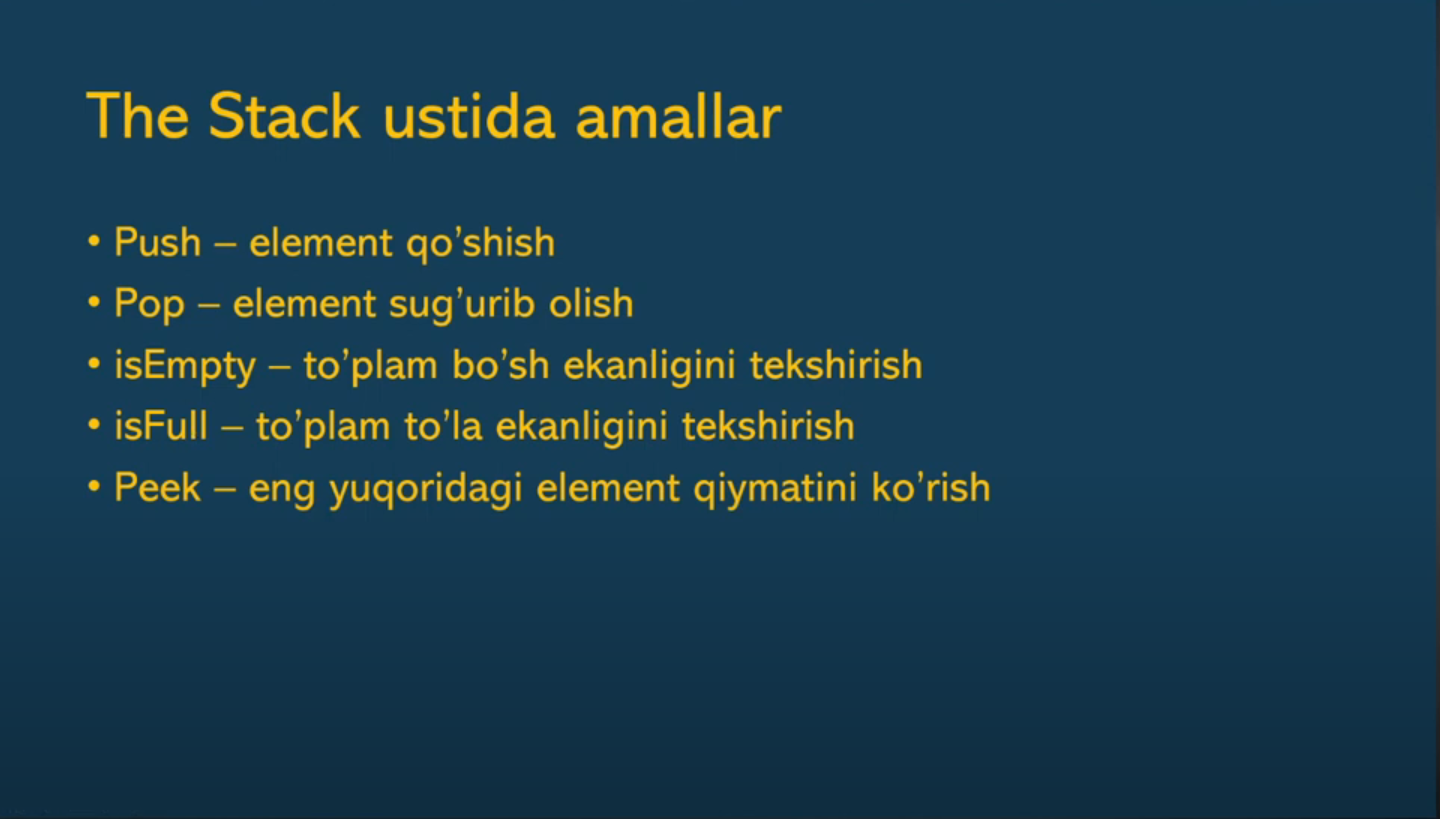 The Stack ustida amallar
• Push – element qo’shish
• Pop – element sug’urib olish
• isEmpty – to’plam bo’sh ekanligini tekshirish
• isFull – to’plam to’la ekanligini tekshirish
• Peek – eng yuqoridagi element qiymatini ko’rish